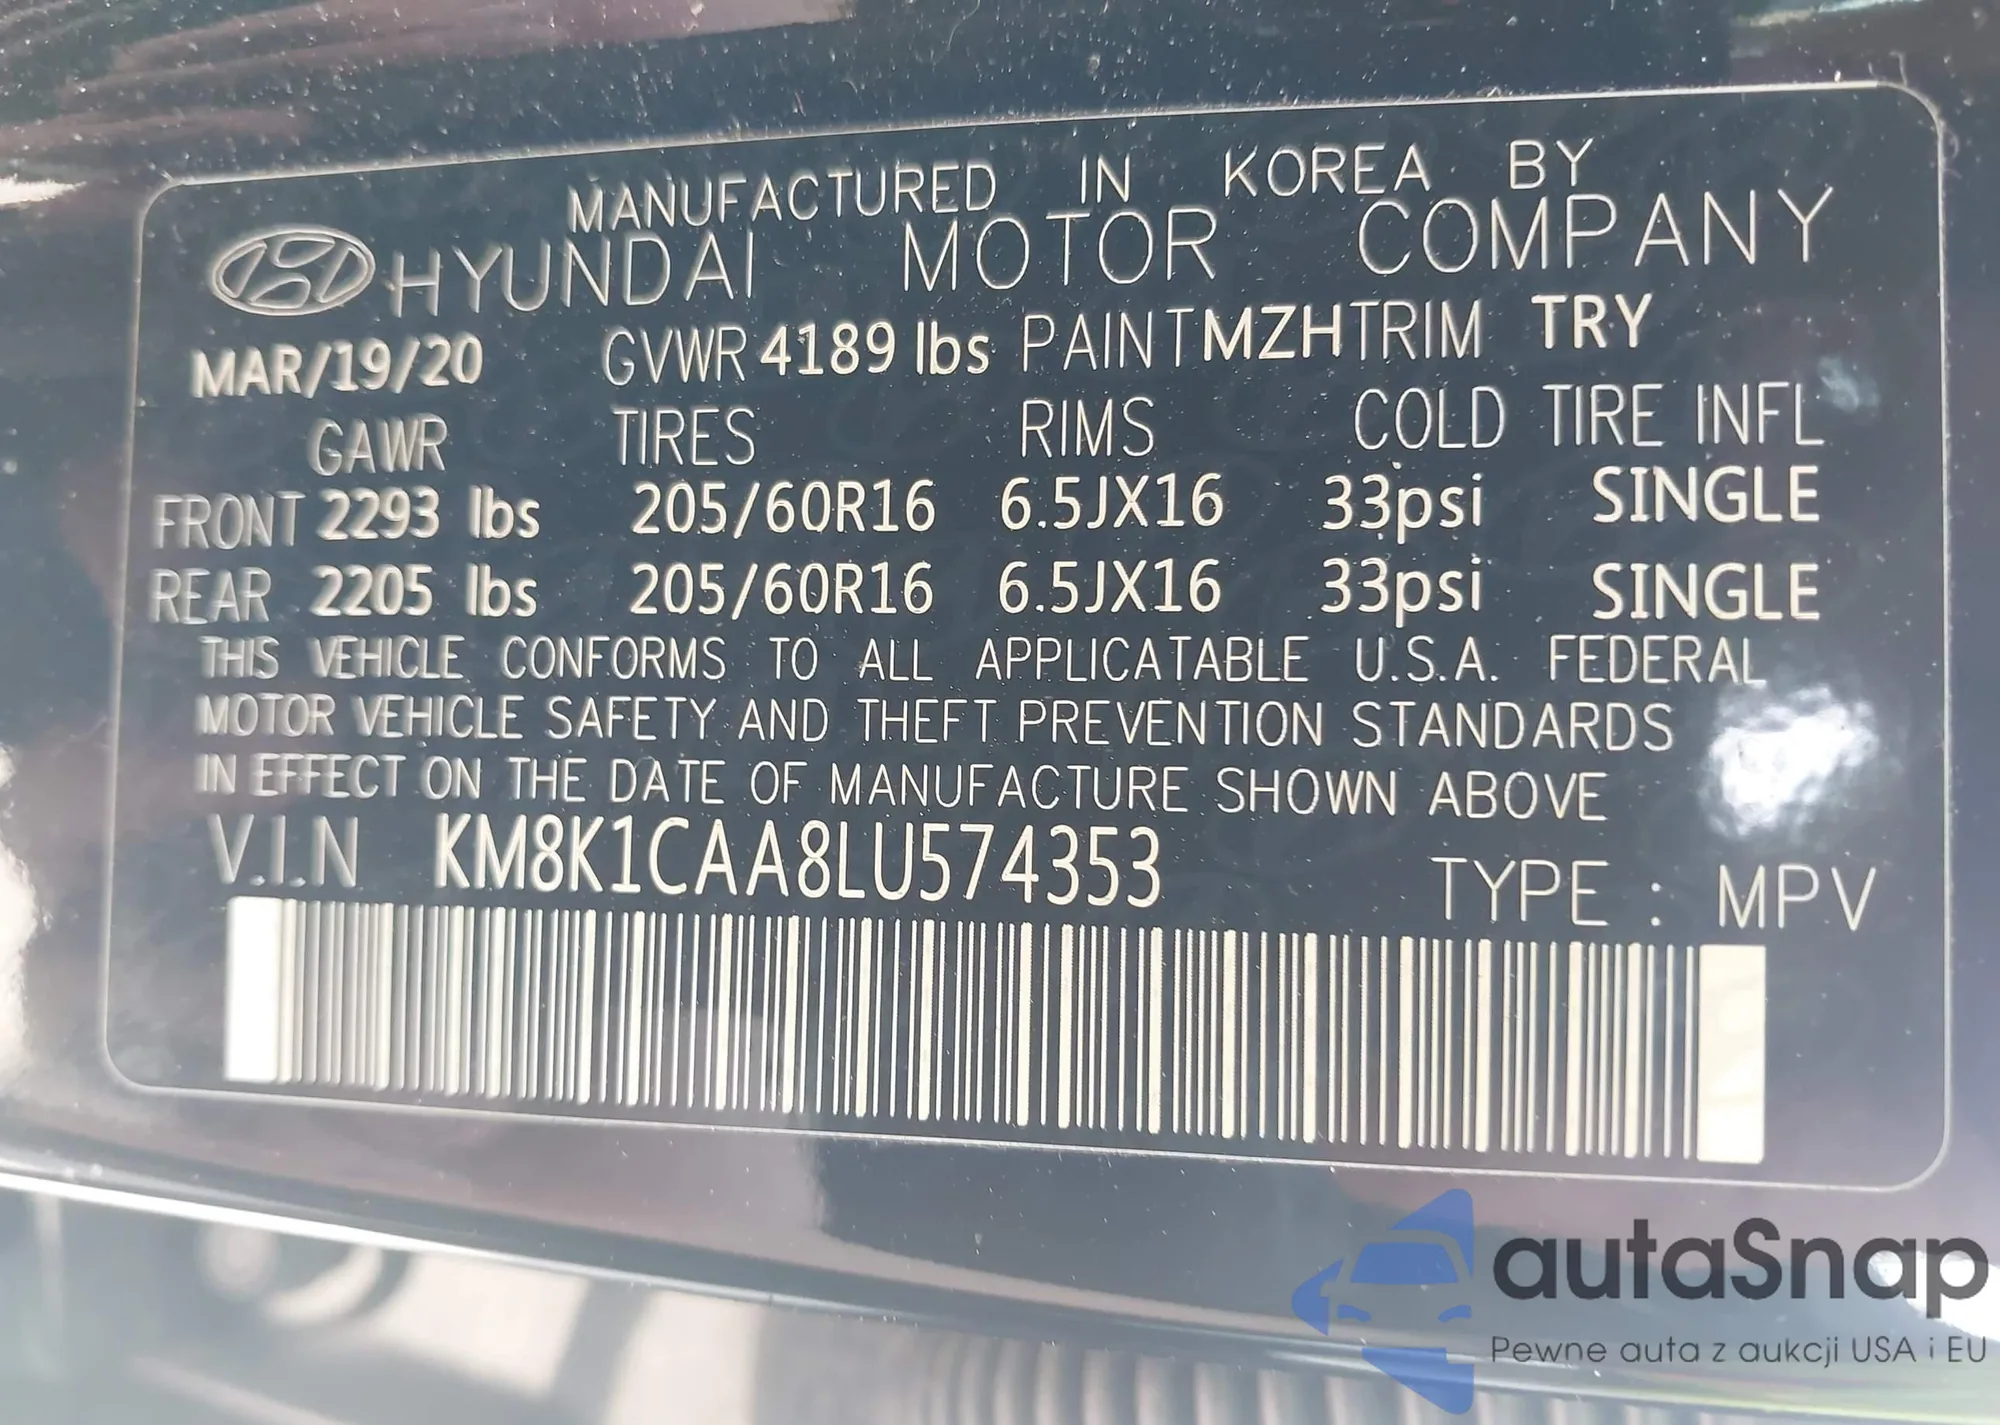 MANUFACTURED IN KOREA BY
HYUNDAI MOTOR COMPANY
MAR/19/20 GVWR 4189 lbs PAINT MZH TRIM TRY
GAWR TIRES RIMS COLD TIRE INFL
FRONT 2293 lbs 205/60R16 6.5JX16 33psi SINGLE
REAR 2205 lbs 205/60R16 6.5JX16 33psi SINGLE
THIS VEHICLE CONFORMS TO ALL APPLICATABLE U.S.A. FEDERAL
MOTOR VEHICLE SAFETY AND THEFT PREVENTION STANDARDS
IN EFFECT ON THE DATE OF MANUFACTURE SHOWN ABOVE
V.I.N KM8K1CAA8LU574353
TYPE : MPV
autaSnap
Pewne auta z aukcji USA i EU